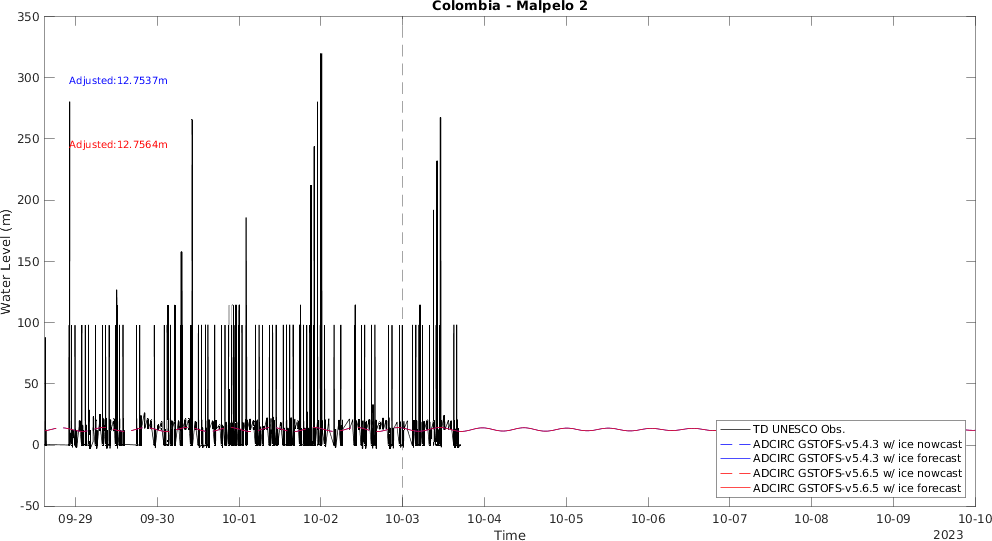 Colombia - Malpelo 2
350
300
250
200
150
100
50
0
-50
Water Level (m)
Adjusted:12.7537m
Adjusted:12.7564m
TD UNESCO Obs.
ADCIRC GSTOFS-v5.4.3 w/ ice nowcast
ADCIRC GSTOFS-v5.4.3 w/ ice forecast
ADCIRC GSTOFS-v5.6.5 w/ ice nowcast
ADCIRC GSTOFS-v5.6.5 w/ ice forecast
09-29 09-30 10-01 10-02 10-03 10-04 10-05 10-06 10-07 10-08 10-09 10-10
Time
2023